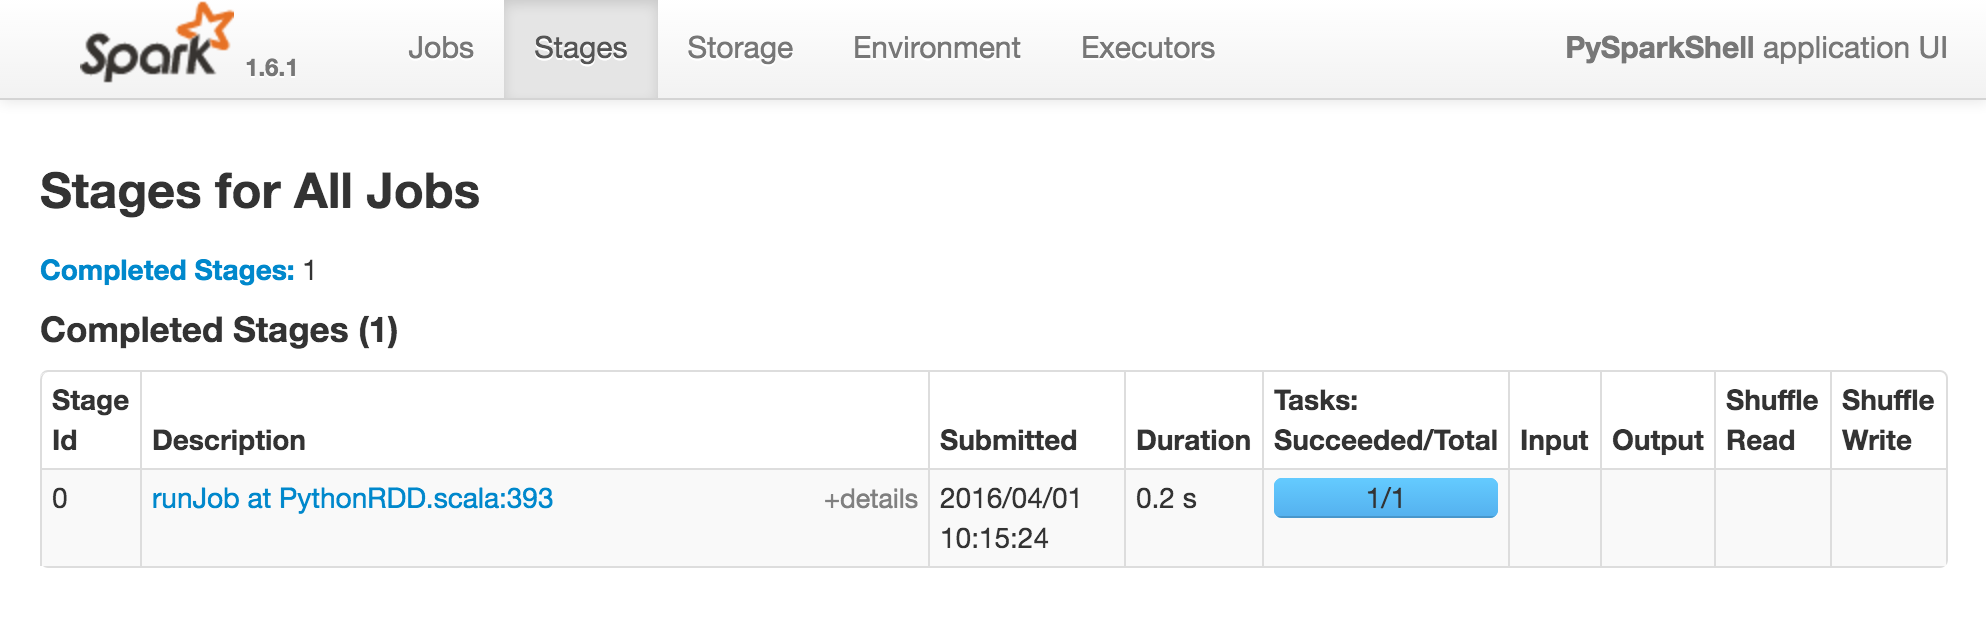 Spark 1.6.1 Jobs Stages Storage Environment Executors PySparkShell application UI
Stages for All Jobs
Completed Stages: 1
Completed Stages (1)
Stage Id Description Submitted Duration Tasks: Succeeded/Total Input Output Shuffle Read Shuffle Write
0 runJob at PythonRDD.scala:393 +details 2016/04/01 10:15:24 0.2 s 1/1